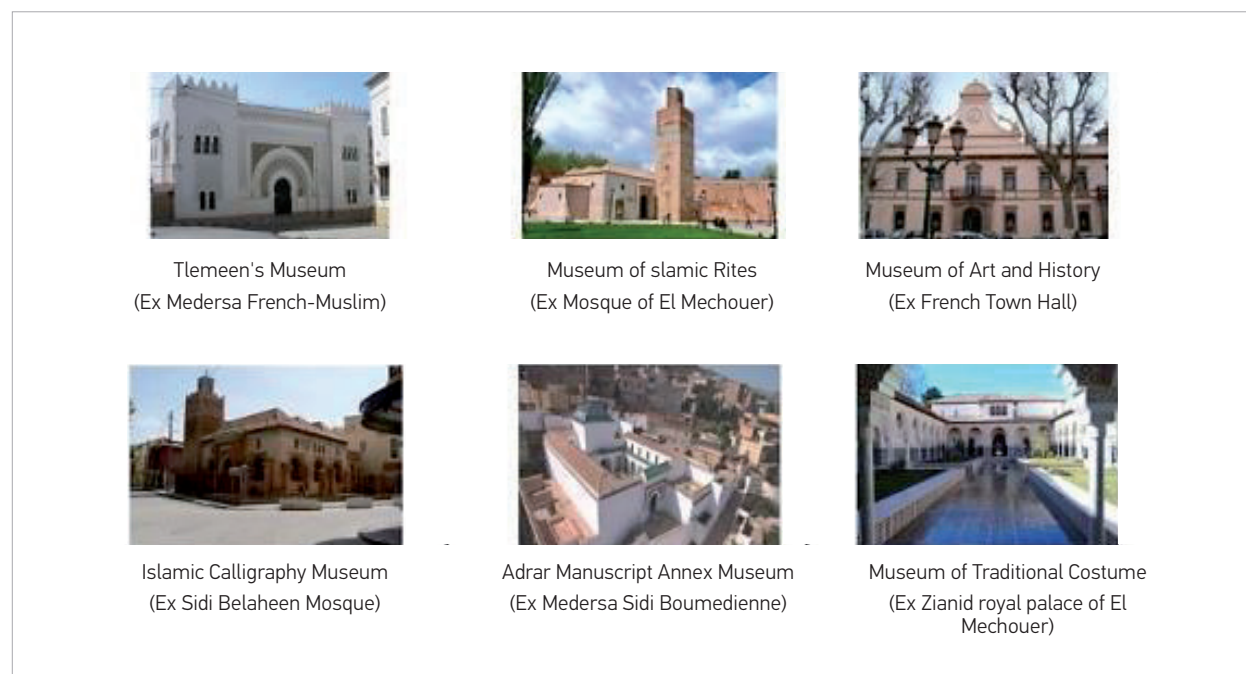 Tlemeen's Museum
(Ex Medersa French-Muslim)
Museum of slamic Rites
(Ex Mosque of El Mechouer)
Museum of Art and History
(Ex French Town Hall)
Islamic Calligraphy Museum
(Ex Sidi Belaheen Mosque)
Adrar Manuscript Annex Museum
(Ex Medersa Sidi Boumedienne)
Museum of Traditional Costume
(Ex Zianid royal palace of El
Mechouer)